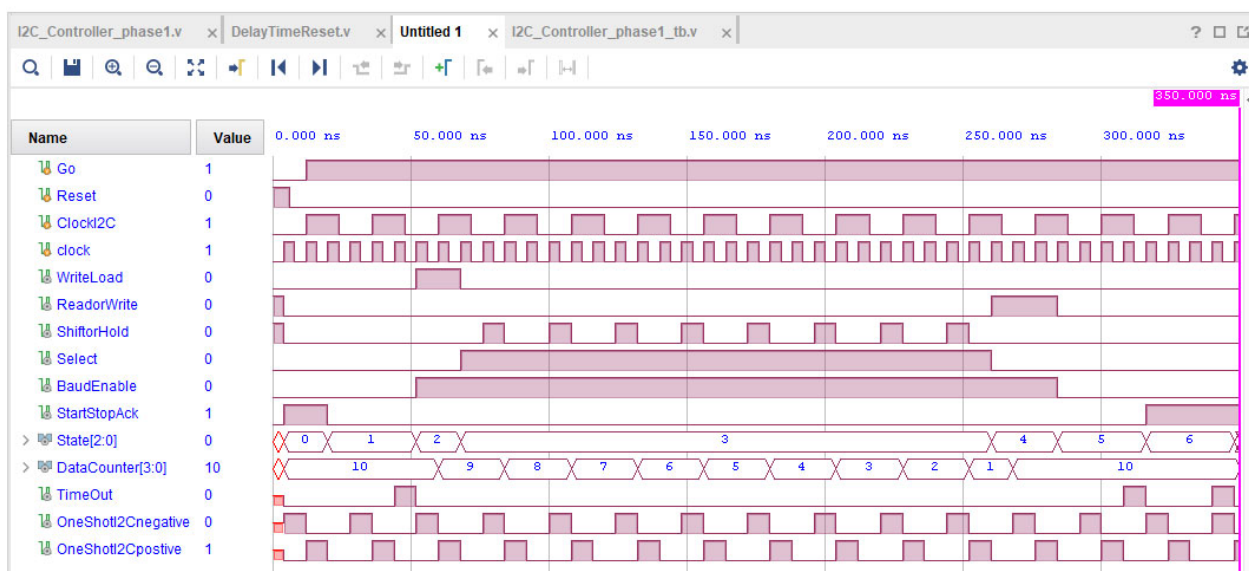 I2C_Controller_phase1.v × DelayTimeReset.v × Untitled 1 × I2C_Controller_phase1_tb.v ×
350.000 ns
Name Value 0.000 ns 50.000 ns 100.000 ns 150.000 ns 200.000 ns 250.000 ns 300.000 ns
Go 1
Reset 0
ClockI2C 1
clock 1
WriteLoad 0
ReadorWrite 0
ShiftorHold 0
Select 0
BaudEnable 0
StartStopAck 1
State[2:0] 0 0 1 2 3 4 5 6
DataCounter[3:0] 10 10 9 8 7 6 5 4 3 2 1 10
TimeOut 0
OneShotI2Cnegative 0
OneShotI2Cpostive 1